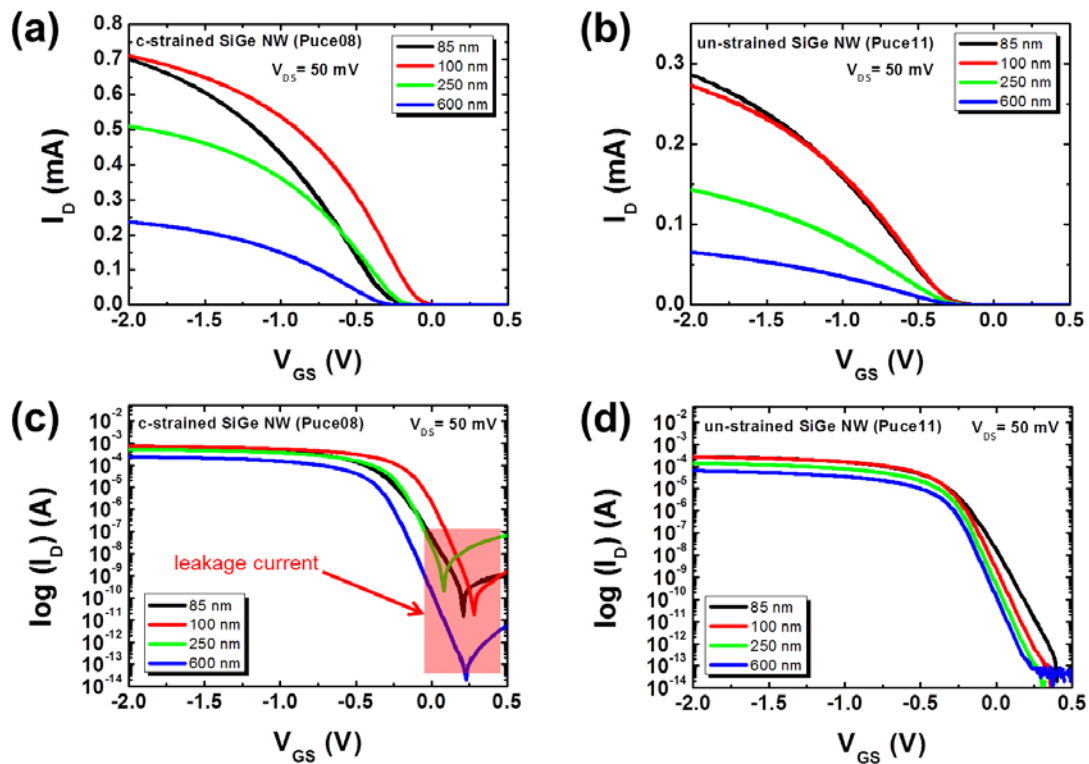 (a)
c-strained SiGe NW (Puce08)
V_DS= 50 mV
85 nm
100 nm
250 nm
600 nm
0.8
0.7
0.6
0.5
0.4
0.3
0.2
0.1
0.0
I_D (mA)
-2.0 -1.5 -1.0 -0.5 0.0 0.5
V_GS (V)
(b)
un-strained SiGe NW (Puce11)
V_DS= 50 mV
85 nm
100 nm
250 nm
600 nm
0.3
0.2
0.1
0.0
I_D (mA)
-2.0 -1.5 -1.0 -0.5 0.0 0.5
V_GS (V)
(c)
c-strained SiGe NW (Puce08)
V_DS= 50 mV
10^-2
10^-3
10^-4
10^-5
10^-6
10^-7
10^-8
10^-9
10^-10
10^-11
10^-12
10^-13
10^-14
log (I_D) (A)
leakage current
85 nm
100 nm
250 nm
600 nm
-2.0 -1.5 -1.0 -0.5 0.0 0.5
V_GS (V)
(d)
un-strained SiGe NW (Puce11)
V_DS= 50 mV
10^-2
10^-3
10^-4
10^-5
10^-6
10^-7
10^-8
10^-9
10^-10
10^-11
10^-12
10^-13
10^-14
log (I_D) (A)
85 nm
100 nm
250 nm
600 nm
-2.0 -1.5 -1.0 -0.5 0.0 0.5
V_GS (V)